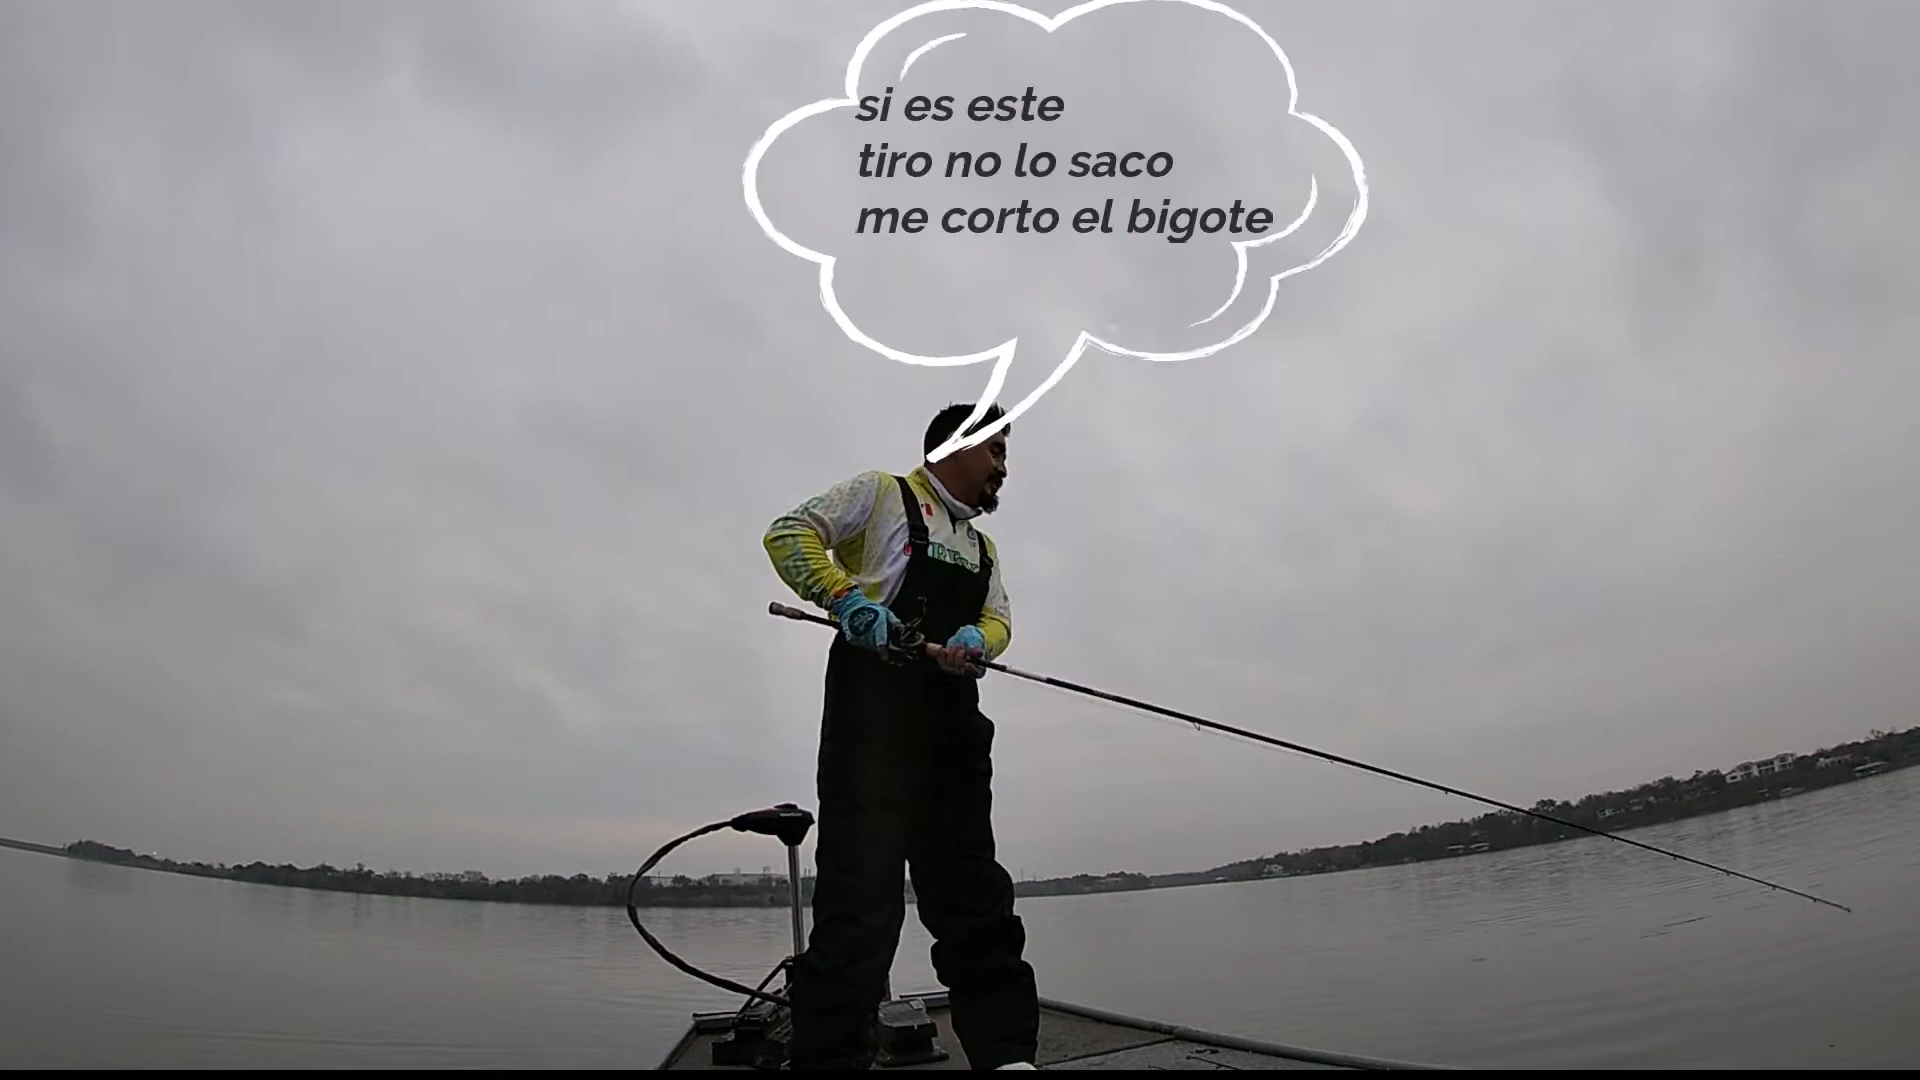 si es este
tiro no lo saco
me corto el bigote